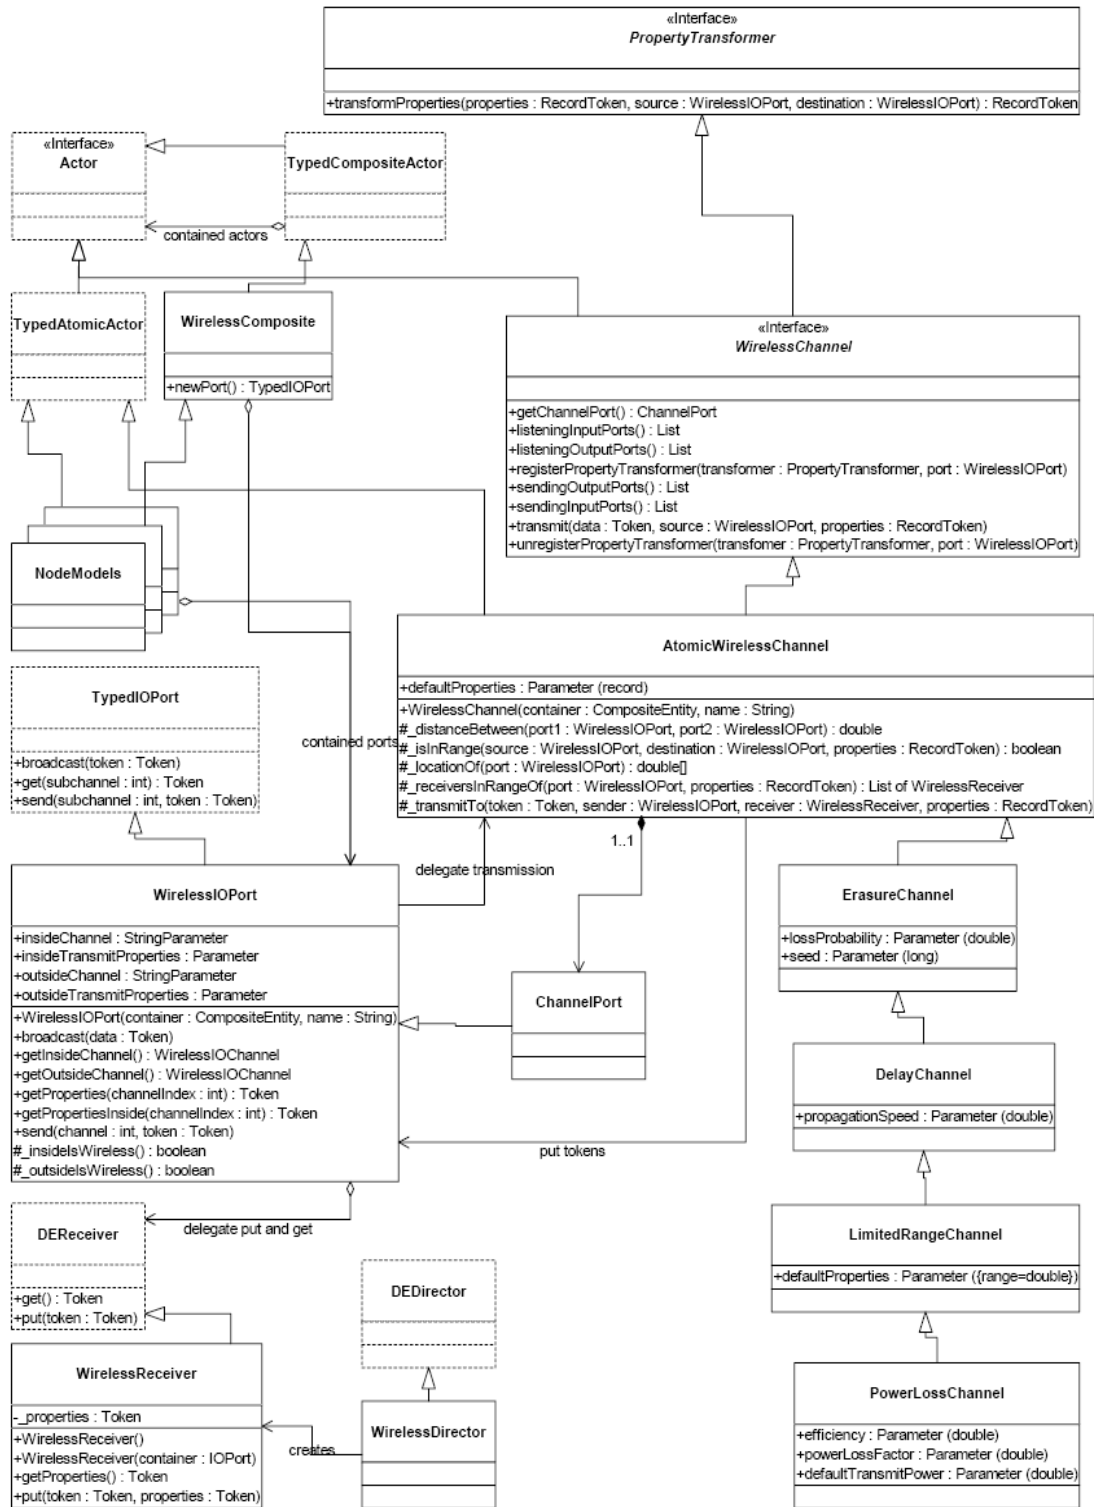 «Interface»
PropertyTransformer
+transformProperties(properties : RecordToken, source : WirelessIOPort, destination : WirelessIOPort) : RecordToken
«Interface»
Actor
TypedCompositeActor
contained actors
TypedAtomicActor
WirelessComposite
+newPort() : TypedIOPort
«Interface»
WirelessChannel
+getChannelPort() : ChannelPort
+listeningInputPorts() : List
+listeningOutputPorts() : List
+registerPropertyTransformer(transformer : PropertyTransformer, port : WirelessIOPort)
+sendingOutputPorts() : List
+sendingInputPorts() : List
+transmit(data : Token, source : WirelessIOPort, properties : RecordToken)
+unregisterPropertyTransformer(transfomer : PropertyTransformer, port : WirelessIOPort)
NodeModels
AtomicWirelessChannel
+defaultProperties : Parameter (record)
+WirelessChannel(container : CompositeEntity, name : String)
#_distanceBetween(port1 : WirelessIOPort, port2 : WirelessIOPort) : double
#_isInRange(source : WirelessIOPort, destination : WirelessIOPort, properties : RecordToken) : boolean
#_locationOf(port : WirelessIOPort) : double[]
#_receiversInRangeOf(port : WirelessIOPort, properties : RecordToken) : List of WirelessReceiver
#_transmitTo(token : Token, sender : WirelessIOPort, receiver : WirelessReceiver, properties : RecordToken)
TypedIOPort
+broadcast(token : Token)
+get(subchannel : int) : Token
+send(subchannel : int, token : Token)
contained ports
1..1
delegate transmission
WirelessIOPort
+insideChannel : StringParameter
+insideTransmitProperties : Parameter
+outsideChannel : StringParameter
+outsideTransmitProperties : Parameter
+WirelessIOPort(container : CompositeEntity, name : String)
+broadcast(data : Token)
+getInsideChannel() : WirelessIOChannel
+getOutsideChannel() : WirelessIOChannel
+getProperties(channelIndex : int) : Token
+getPropertiesInside(channelIndex : int) : Token
+send(channel : int, token : Token)
#_insideIsWireless() : boolean
#_outsideIsWireless() : boolean
ChannelPort
put tokens
ErasureChannel
+lossProbability : Parameter (double)
+seed : Parameter (long)
DelayChannel
+propagationSpeed : Parameter (double)
LimitedRangeChannel
+defaultProperties : Parameter ({range=double})
PowerLossChannel
+efficiency : Parameter (double)
+powerLossFactor : Parameter (double)
+defaultTransmitPower : Parameter (double)
DEReceiver
+get() : Token
+put(token : Token)
delegate put and get
DEDirector
WirelessReceiver
-_properties : Token
+WirelessReceiver()
+WirelessReceiver(container : IOPort)
+getProperties() : Token
+put(token : Token, properties : Token)
creates
WirelessDirector